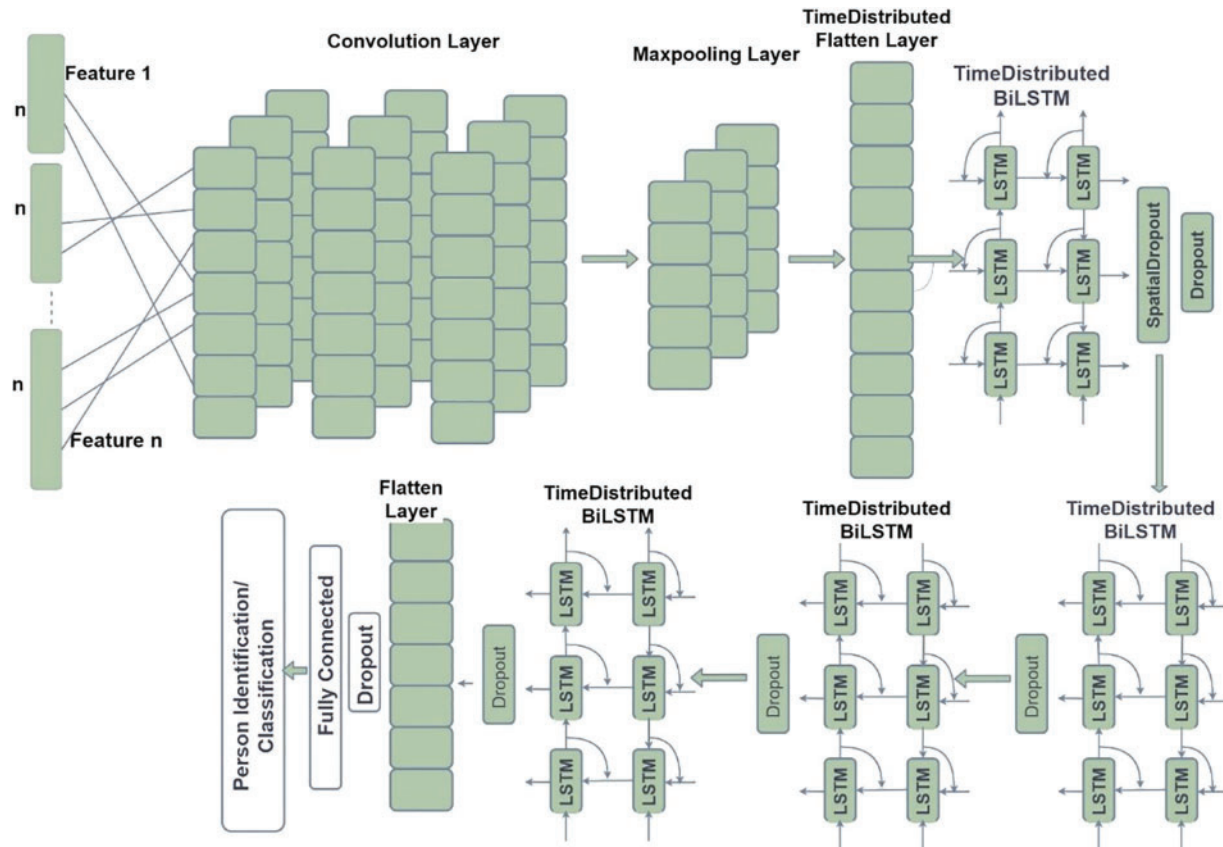 Convolution Layer
Maxpooling Layer
TimeDistributed
Flatten Layer
TimeDistributed
BiLSTM
Feature 1
n
n
n
Feature n
LSTM
LSTM
LSTM
LSTM
LSTM
LSTM
SpatialDropout
Dropout
TimeDistributed
BiLSTM
LSTM
LSTM
LSTM
LSTM
LSTM
LSTM
Dropout
TimeDistributed
BiLSTM
LSTM
LSTM
LSTM
LSTM
LSTM
LSTM
Dropout
TimeDistributed
BiLSTM
LSTM
LSTM
LSTM
LSTM
LSTM
LSTM
Dropout
Flatten
Layer
Dropout
Fully Connected
Person Identification/
Classification